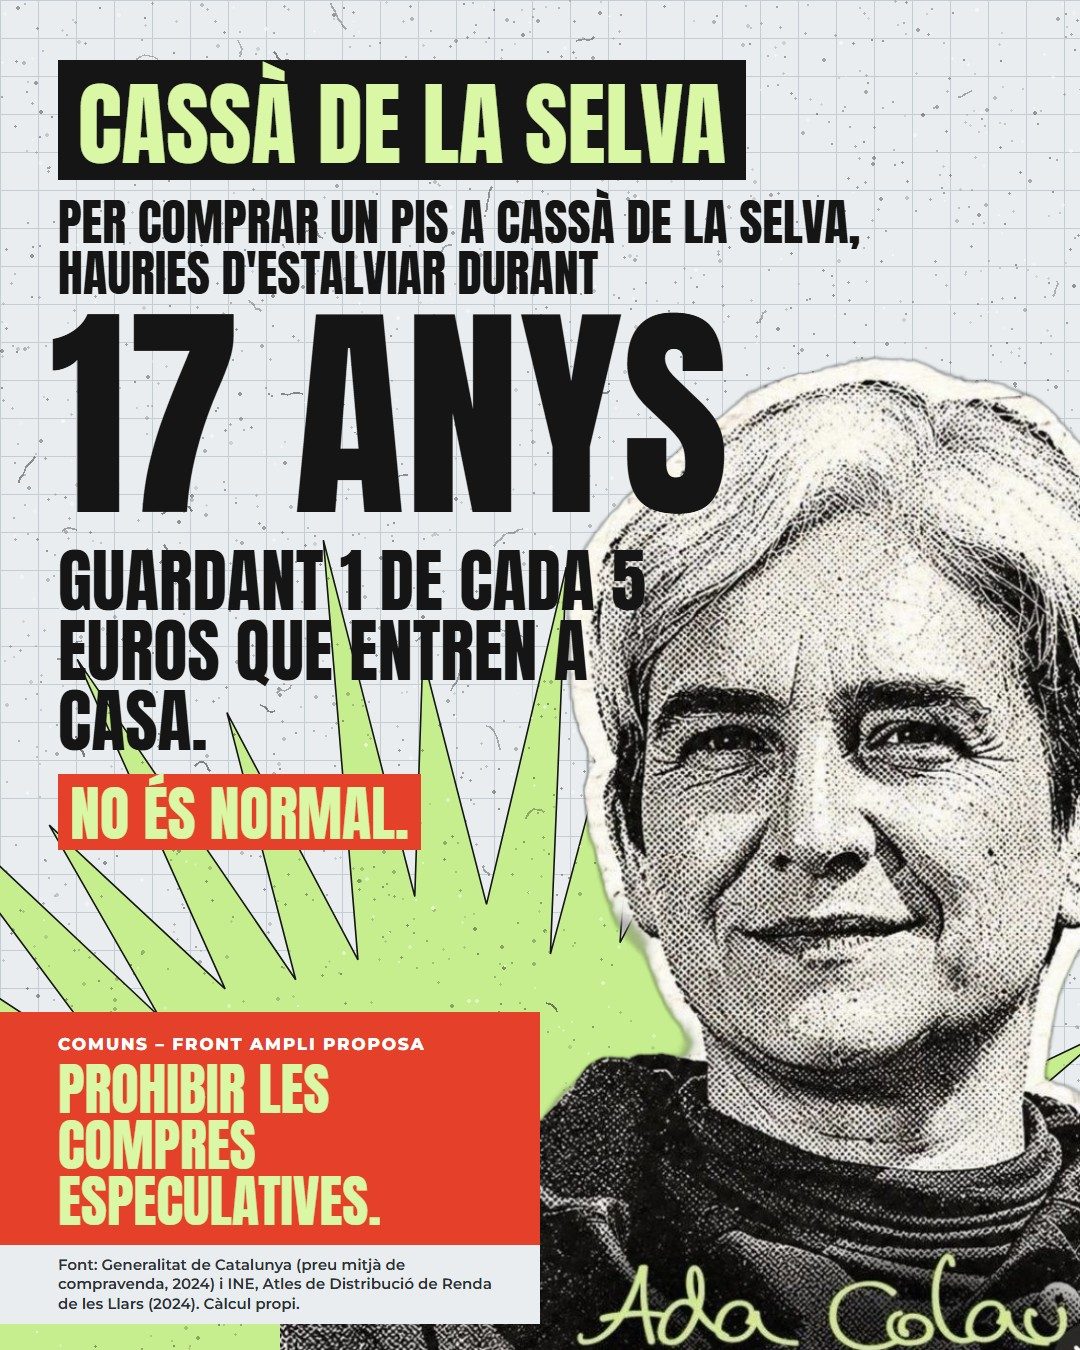 CASSÀ DE LA SELVA
PER COMPRAR UN PIS A CASSÀ DE LA SELVA,
HAURIES D'ESTALVIAR DURANT
17 ANYS
GUARDANT 1 DE CADA 5
EUROS QUE ENTREN A
CASA.
NO ÉS NORMAL.
COMUNS – FRONT AMPLI PROPOSA
PROHIBIR LES
COMPRES
ESPECULATIVES.
Font: Generalitat de Catalunya (preu mitjà de
compravenda, 2024) i INE, Atles de Distribució de Renda
de les Llars (2024). Càlcul propi.
Ada Colau